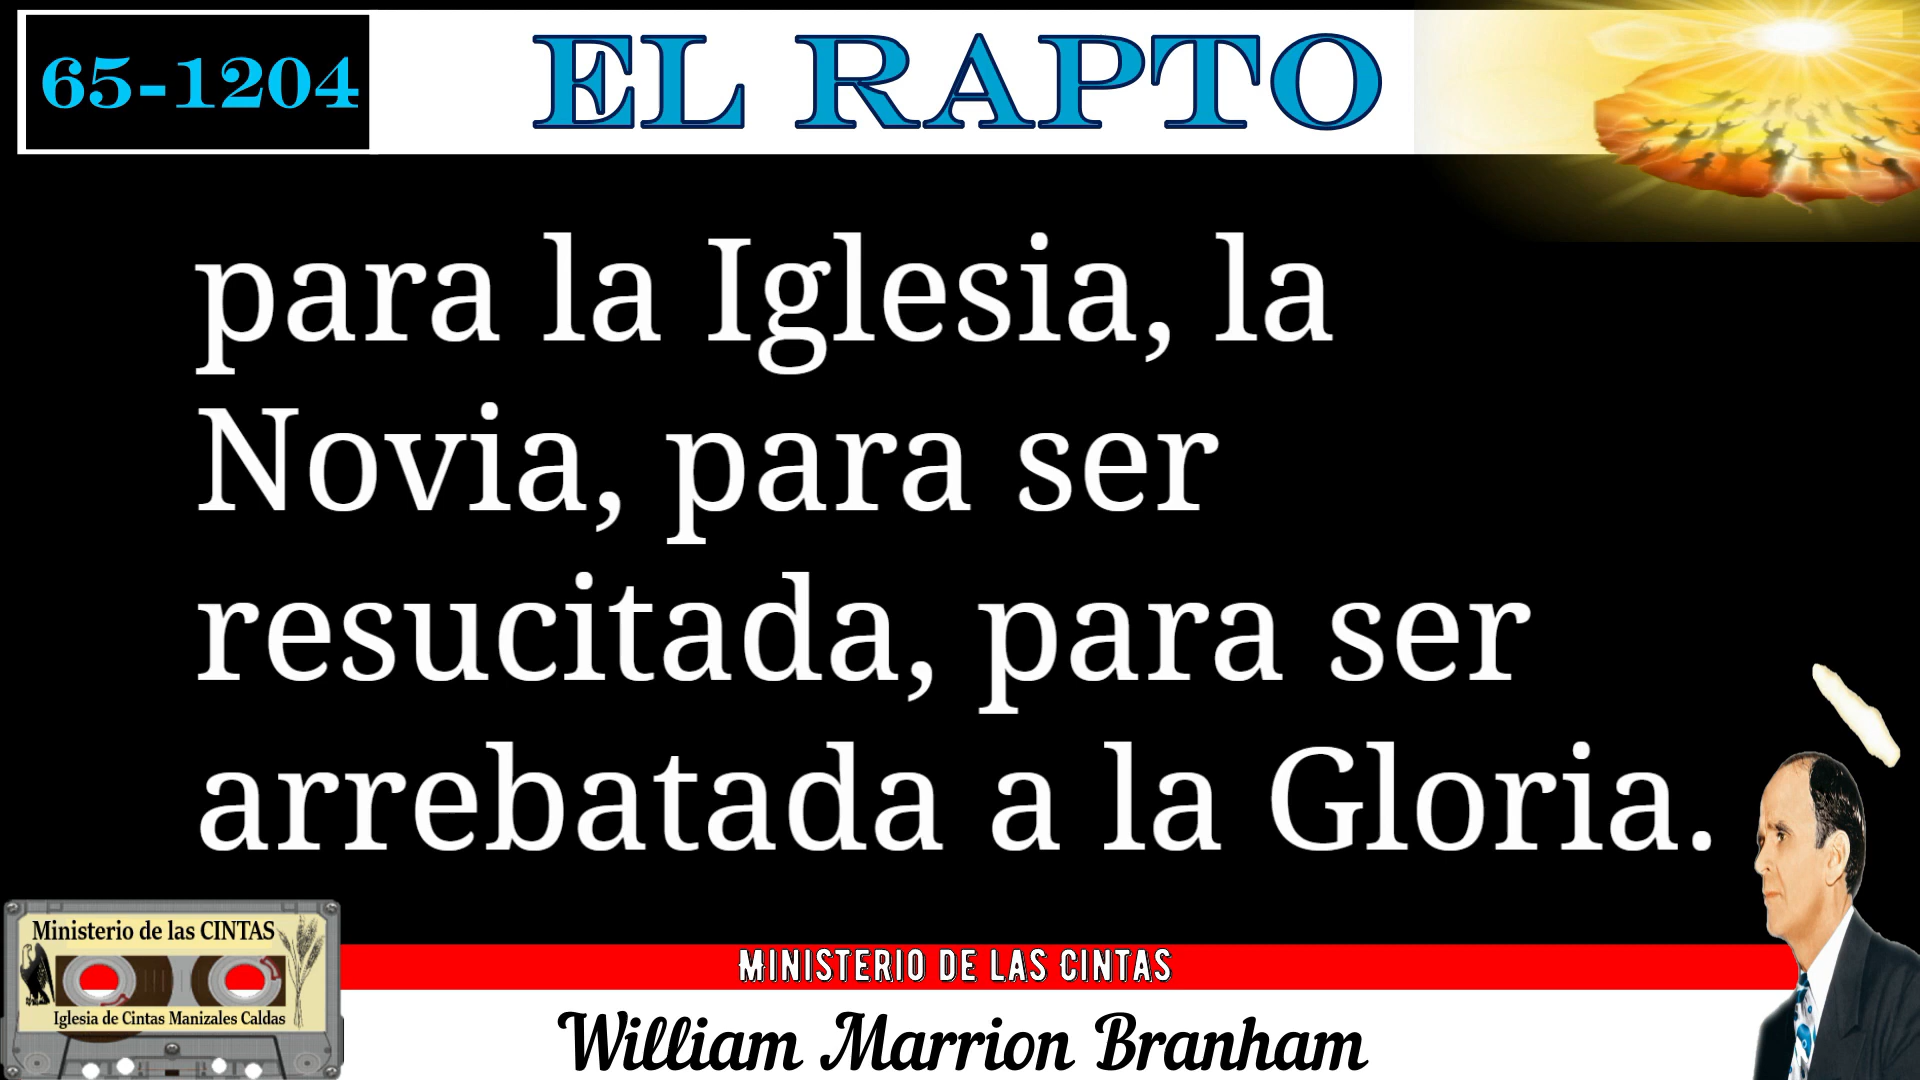 65-1204
EL RAPTO
para la Iglesia, la
Novia, para ser
resucitada, para ser
arrebatada a la Gloria.
Ministerio de las CINTAS
Iglesia de Cintas Manizales Caldas
MINISTERIO DE LAS CINTAS
William Marrion Branham